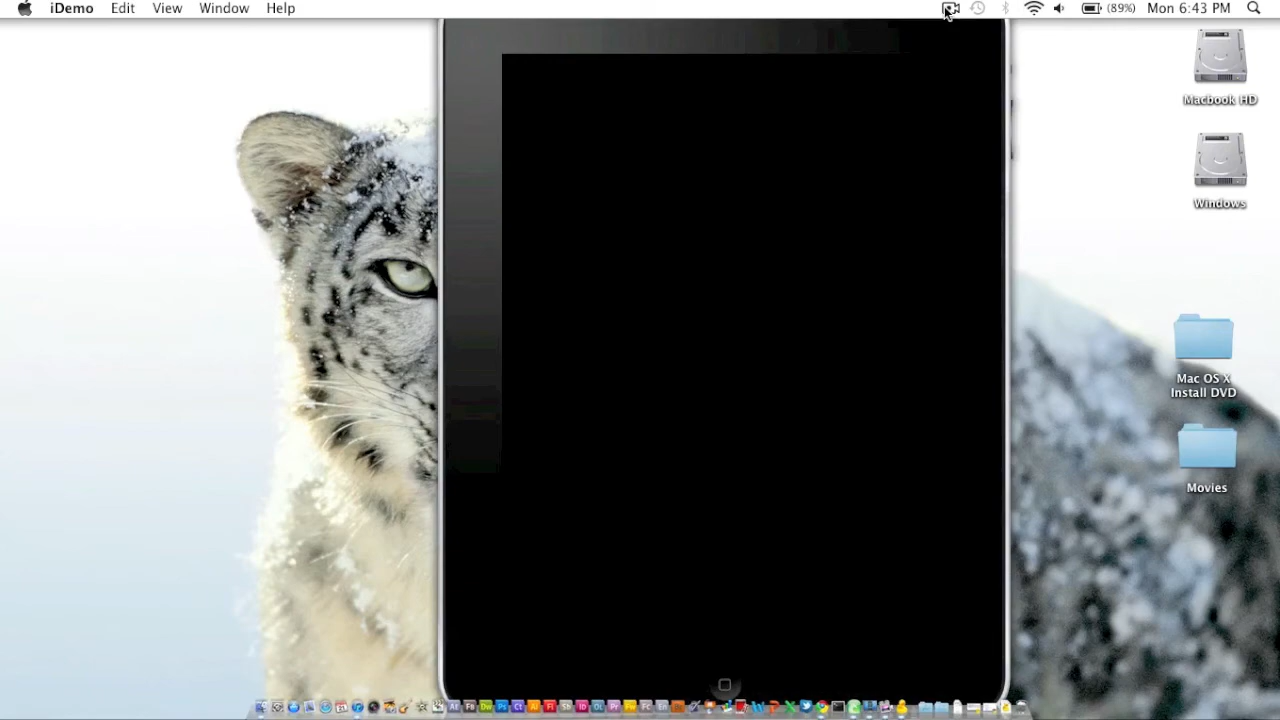 iDemo Edit View Window Help (89%) Mon 6:43 PM
Macbook HD
Windows
Mac OS X
Install DVD
Movies